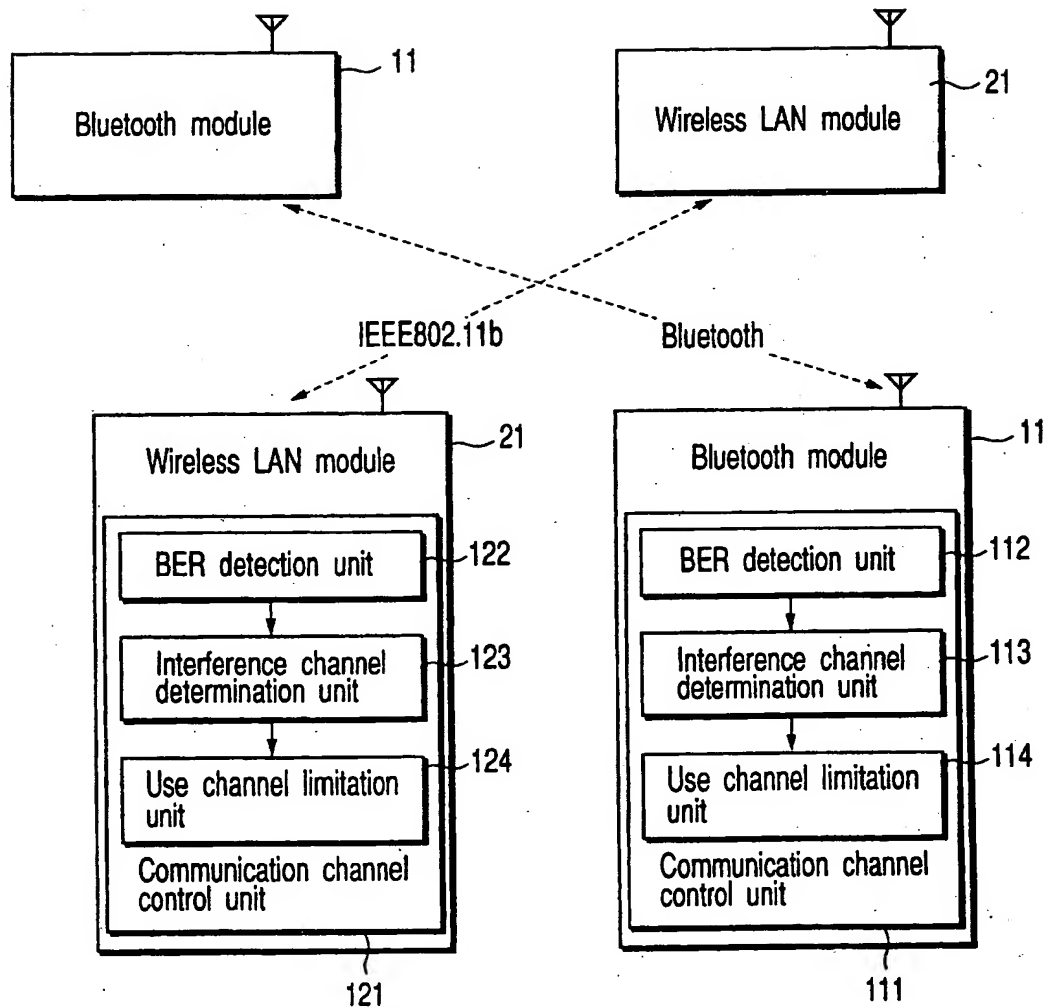 11
Bluetooth module
21
Wireless LAN module
IEEE802.11b
Bluetooth
21
Wireless LAN module
122
BER detection unit
123
Interference channel
determination unit
124
Use channel limitation
unit
Communication channel
control unit
121
11
Bluetooth module
112
BER detection unit
113
Interference channel
determination unit
114
Use channel limitation
unit
Communication channel
control unit
111